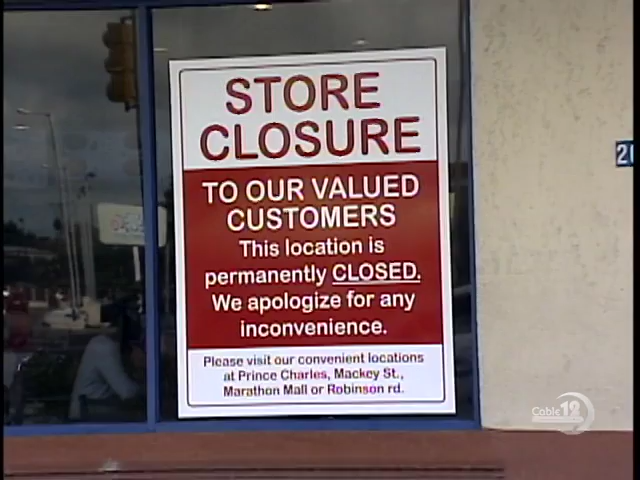 STORE
CLOSURE
TO OUR VALUED
CUSTOMERS
This location is
permanently CLOSED.
We apologize for any
inconvenience.
Please visit our convenient locations
at Prince Charles, Mackey St.,
Marathon Mall or Robinson rd.
Cable 12